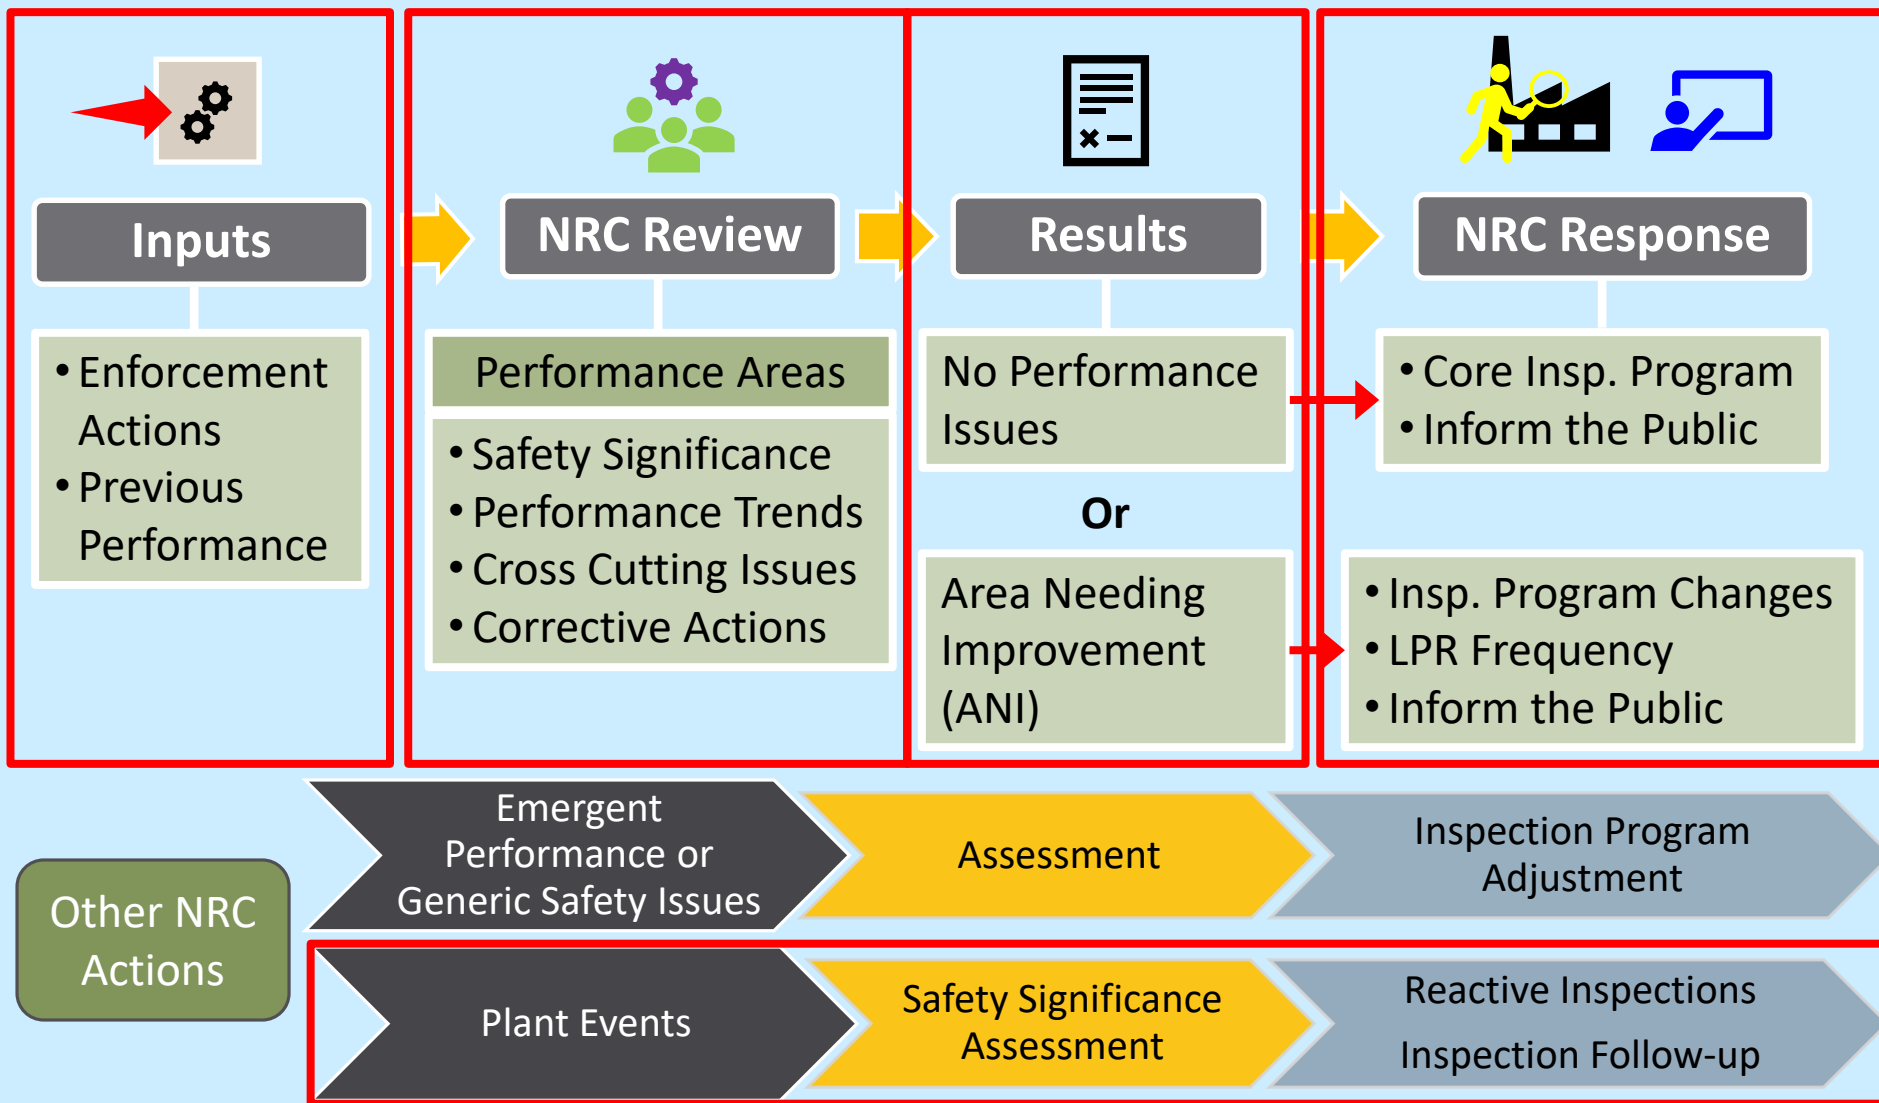 Inputs
• Enforcement
Actions
• Previous
Performance
NRC Review
Performance Areas
• Safety Significance
• Performance Trends
• Cross Cutting Issues
• Corrective Actions
Results
No Performance
Issues
Or
Area Needing
Improvement
(ANI)
NRC Response
• Core Insp. Program
• Inform the Public
• Insp. Program Changes
• LPR Frequency
• Inform the Public
Other NRC
Actions
Emergent
Performance or
Generic Safety Issues
Assessment
Inspection Program
Adjustment
Plant Events
Safety Significance
Assessment
Reactive Inspections
Inspection Follow-up